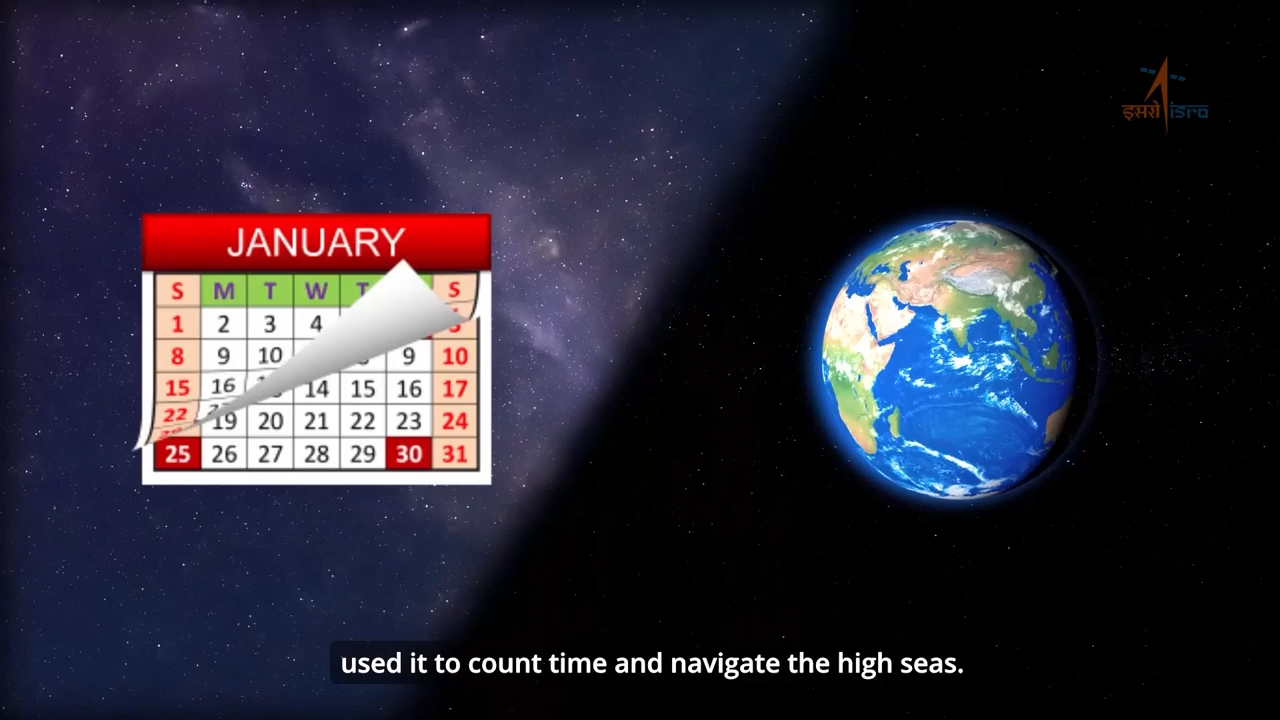 इसरो isro
JANUARY
S M T W T S
1 2 3 4
8 9 10 9 10
15 16 14 15 16 17
22 19 20 21 22 23 24
25 26 27 28 29 30 31
used it to count time and navigate the high seas.